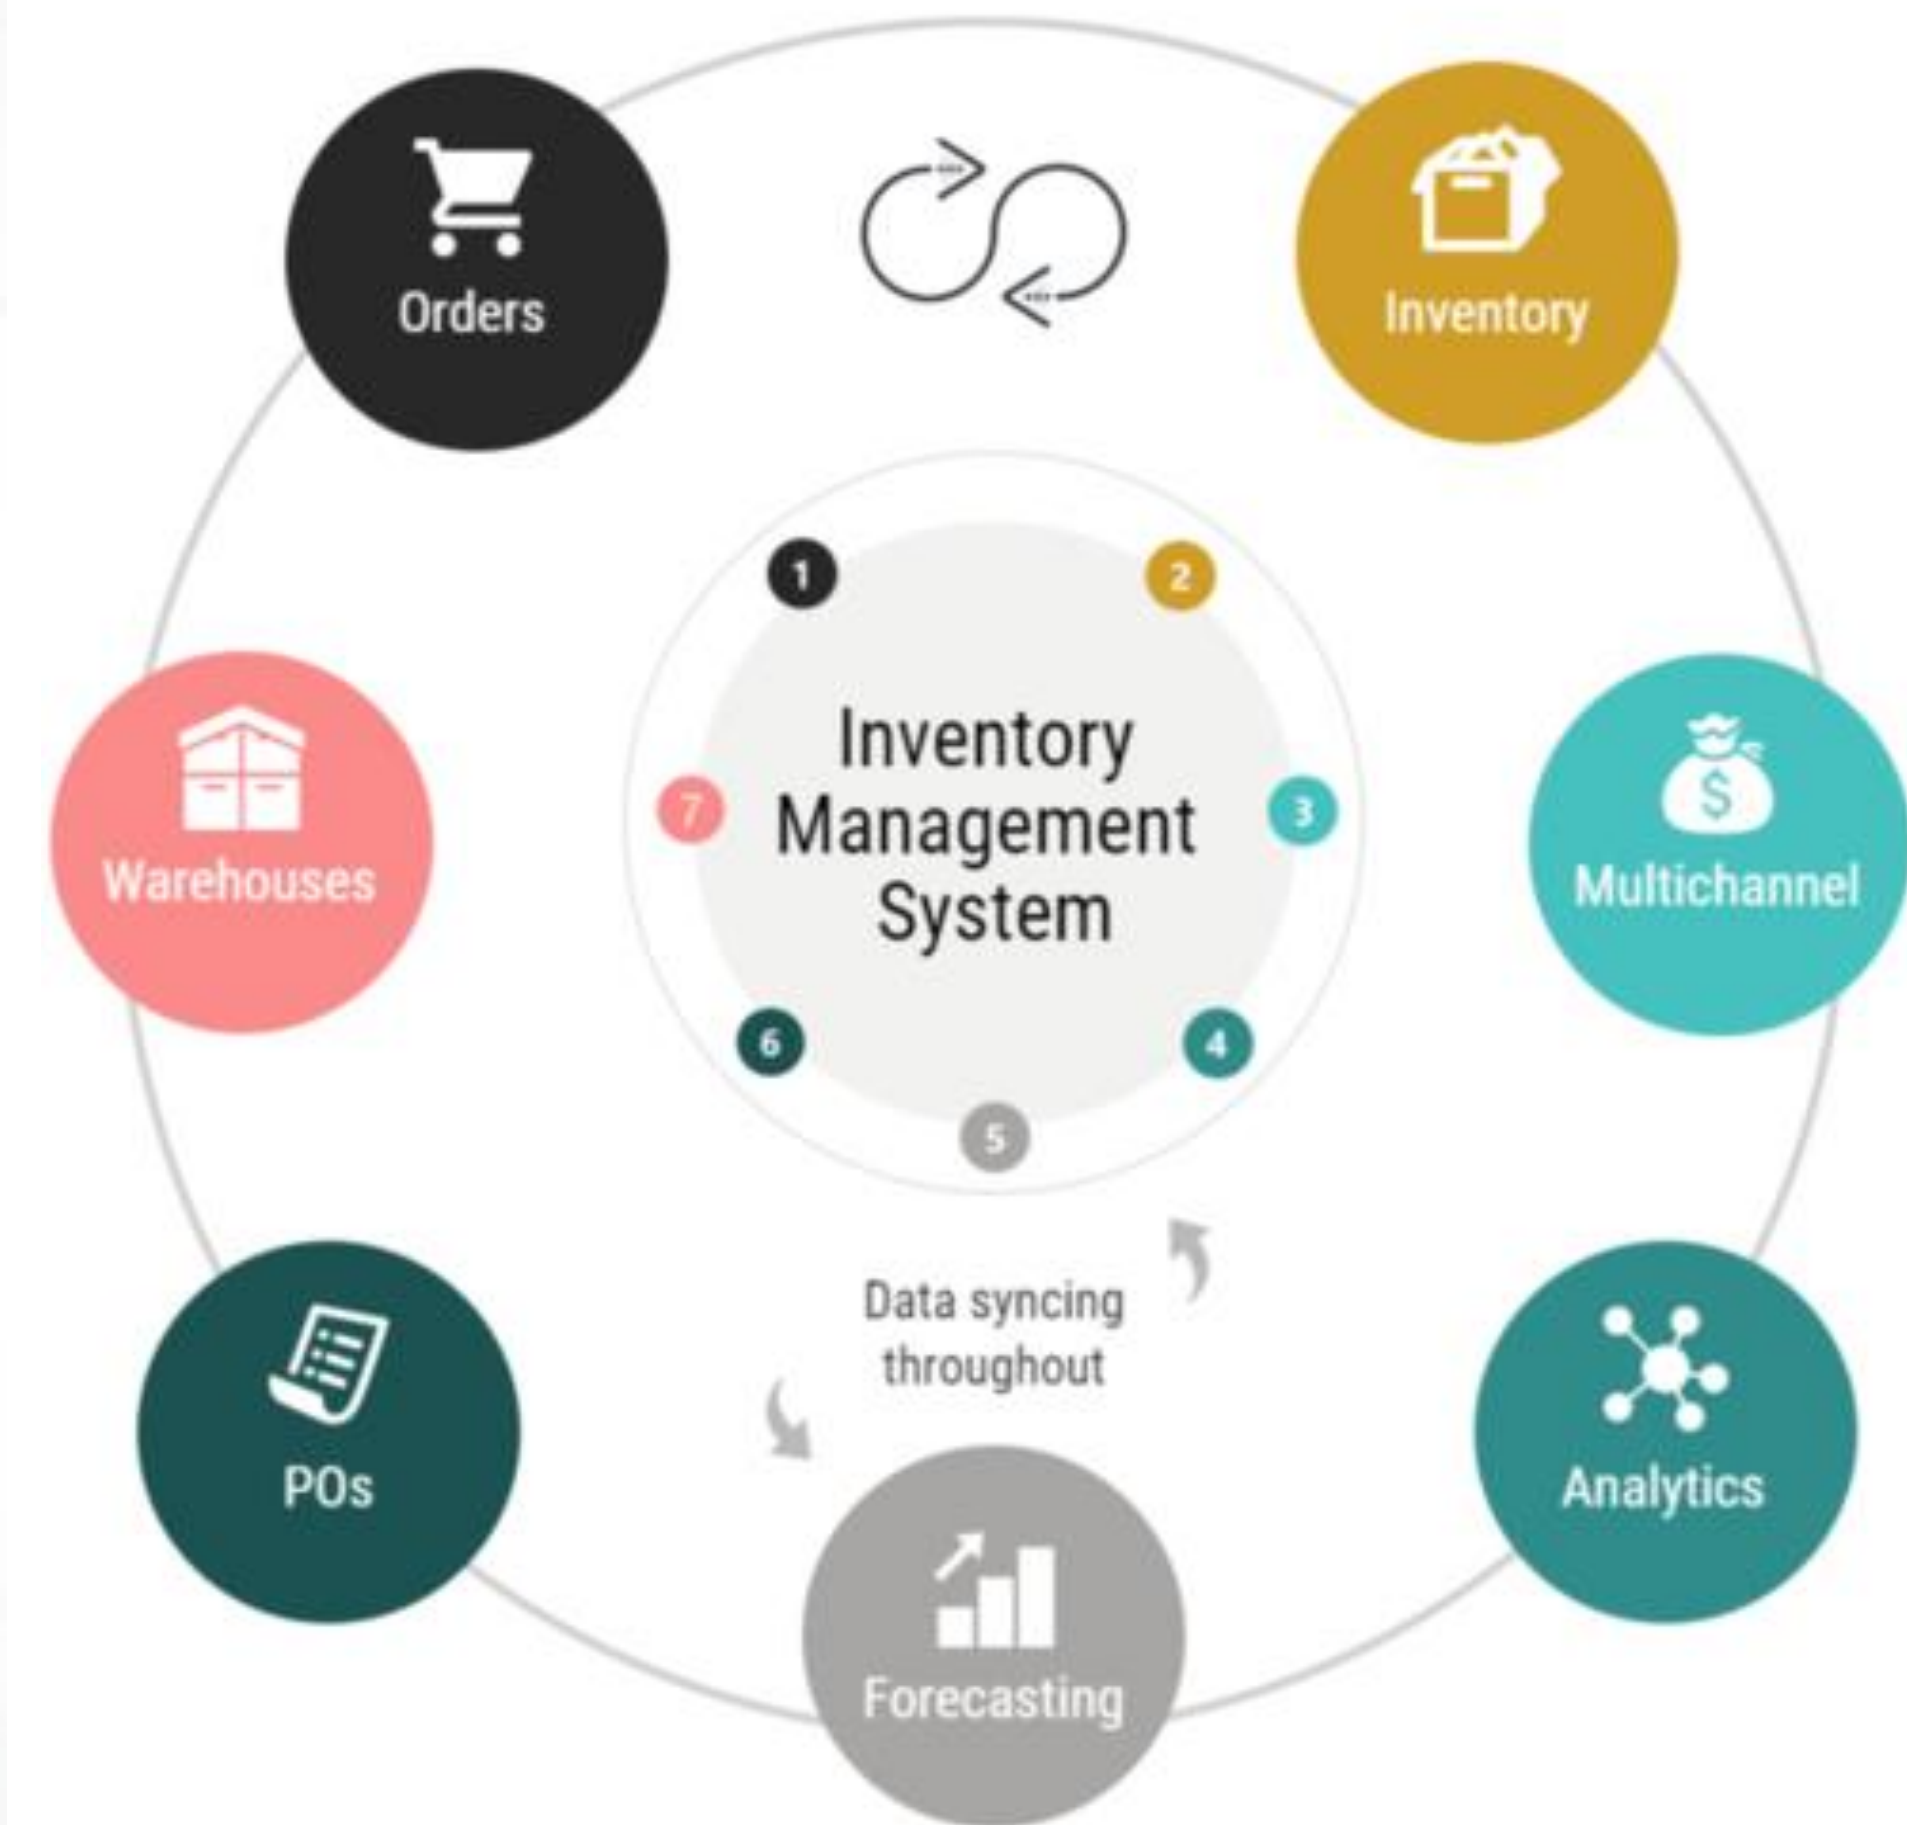 Orders
Inventory
1
2
Inventory
Management
System
7
3
Warehouses
$
Multichannel
6
4
5
Data syncing
throughout
POs
Analytics
Forecasting